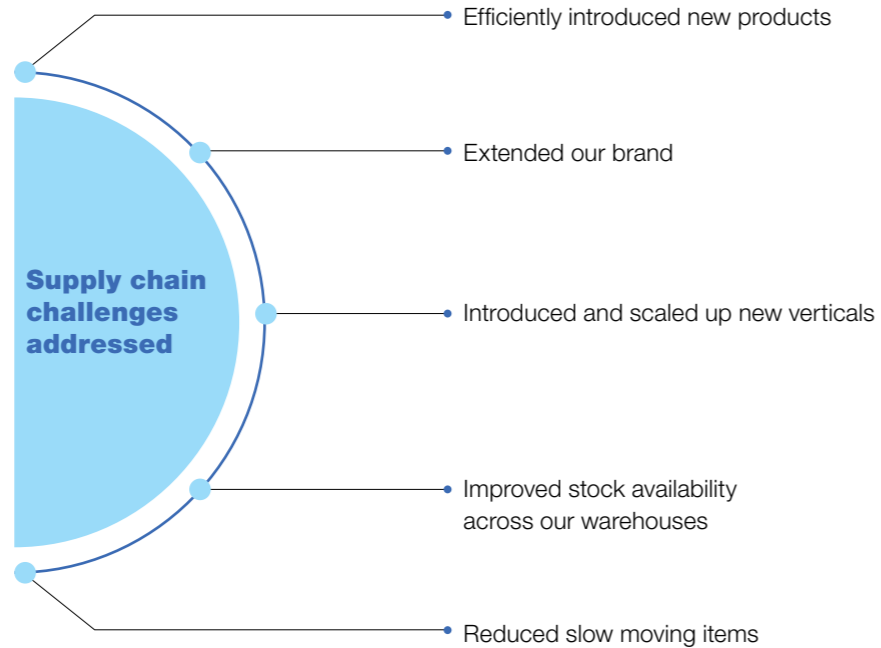 Efficiently introduced new products
Extended our brand
Supply chain
challenges
addressed
Introduced and scaled up new verticals
Improved stock availability
across our warehouses
Reduced slow moving items